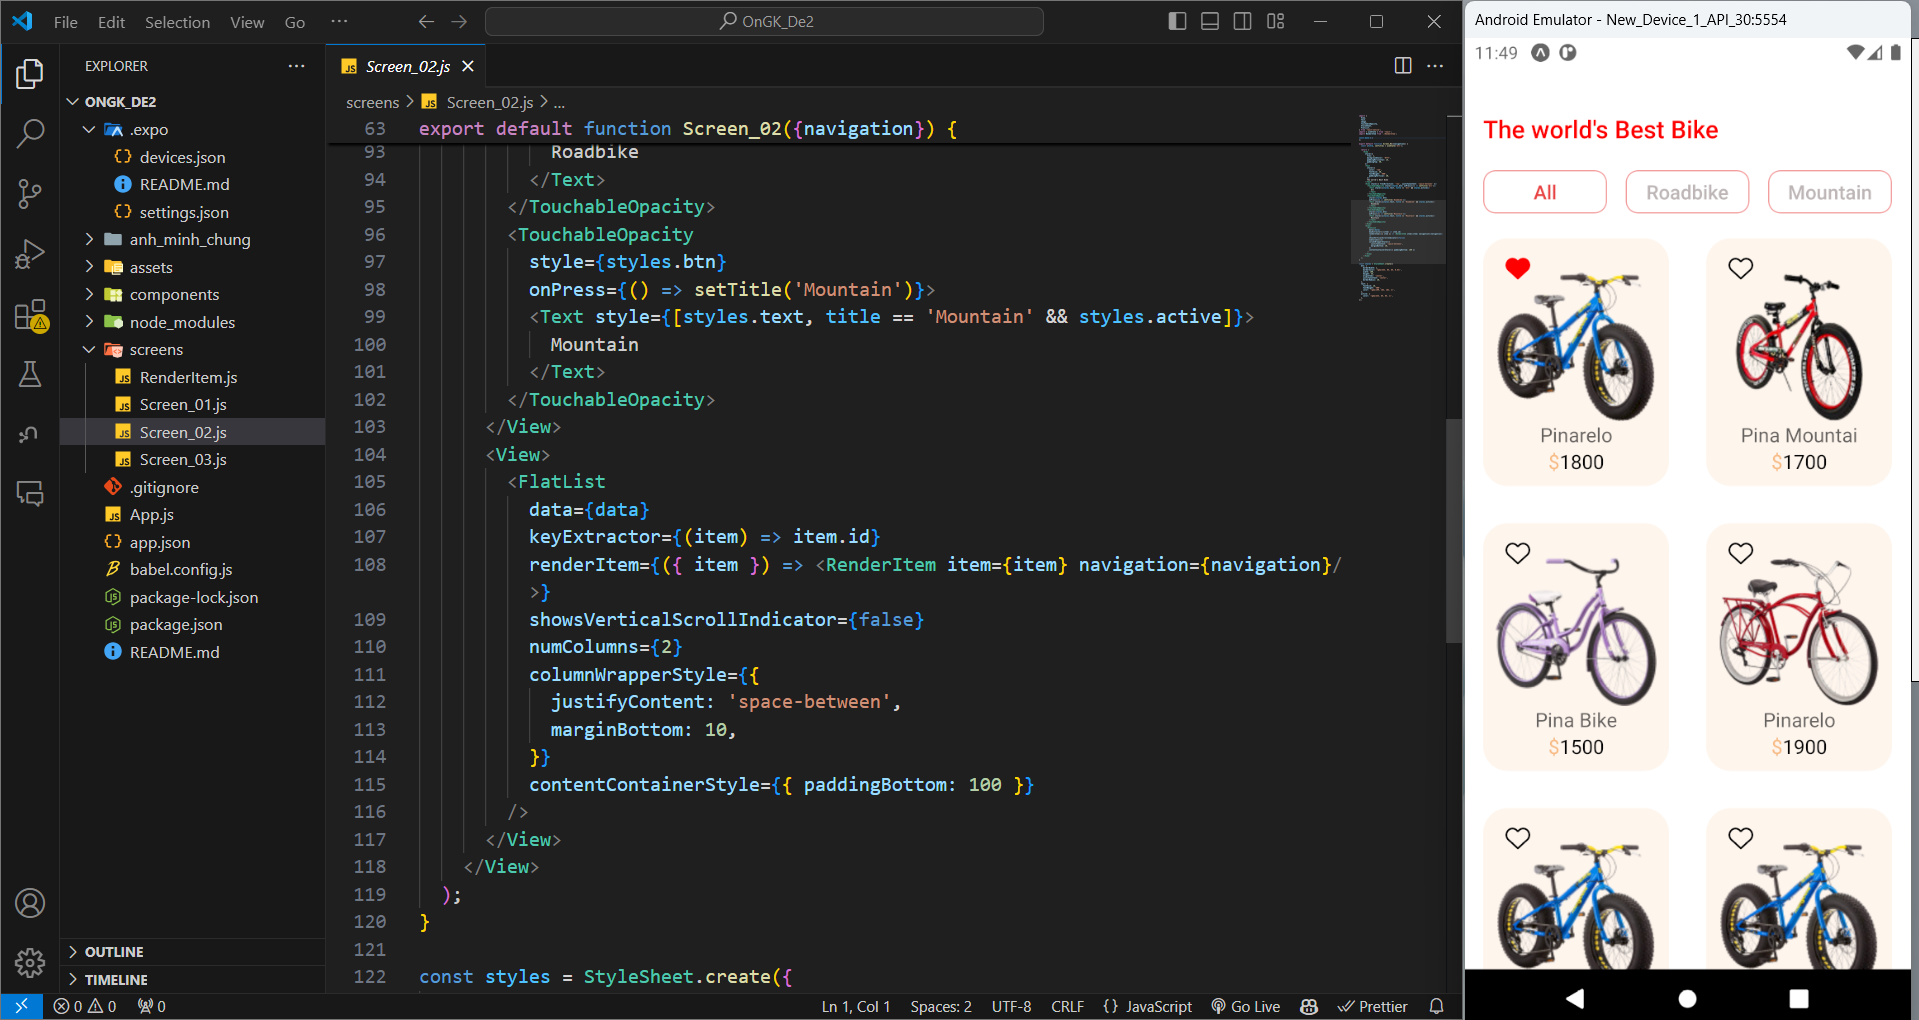 File Edit Selection View Go ···
OnGK_De2
EXPLORER
ONGK_DE2
.expo
devices.json
README.md
settings.json
anh_minh_chung
assets
components
node_modules
screens
RenderItem.js
Screen_01.js
Screen_02.js
Screen_03.js
.gitignore
App.js
app.json
babel.config.js
package-lock.json
package.json
README.md
OUTLINE
TIMELINE
Screen_02.js
screens > Screen_02.js > ...
63 export default function Screen_02({navigation}) {
93 Roadbike
94 </Text>
95 </TouchableOpacity>
96 <TouchableOpacity
97 style={styles.btn}
98 onPress={() => setTitle('Mountain')}>
99 <Text style={[styles.text, title == 'Mountain' && styles.active]}>
100 Mountain
101 </Text>
102 </TouchableOpacity>
103 </View>
104 <View>
105 <FlatList
106 data={data}
107 keyExtractor={(item) => item.id}
108 renderItem={({ item }) => <RenderItem item={item} navigation={navigation}/
>}
109 showsVerticalScrollIndicator={false}
110 numColumns={2}
111 columnWrapperStyle={{
112 justifyContent: 'space-between',
113 marginBottom: 10,
114 }}
115 contentContainerStyle={{ paddingBottom: 100 }}
116 />
117 </View>
118 </View>
119 );
120 }
121
122 const styles = StyleSheet.create({
0 0 0
Ln 1, Col 1 Spaces: 2 UTF-8 CRLF {} JavaScript Go Live Prettier
Android Emulator - New_Device_1_API_30:5554
11:49
The world's Best Bike
All Roadbike Mountain
Pinarelo
$1800
Pina Mountai
$1700
Pina Bike
$1500
Pinarelo
$1900